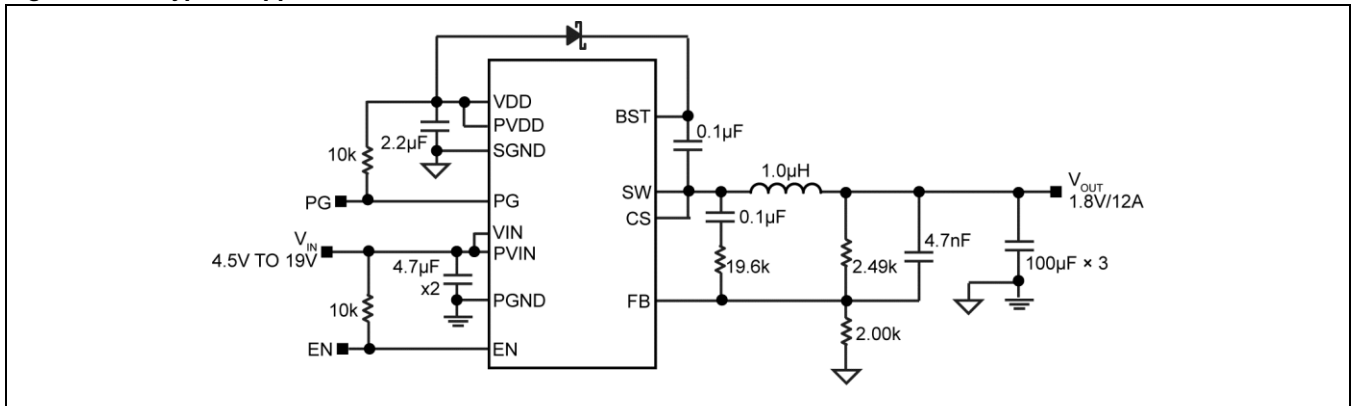 VDD
PVDD
2.2µF
SGND
10k
PG
PG
VIN
V_IN
4.5V TO 19V
PVIN
4.7µF
x2
PGND
10k
EN
EN
BST
0.1µF
SW
1.0µH
CS
0.1µF
19.6k
2.49k
4.7nF
100µF × 3
V_OUT
1.8V/12A
FB
2.00k